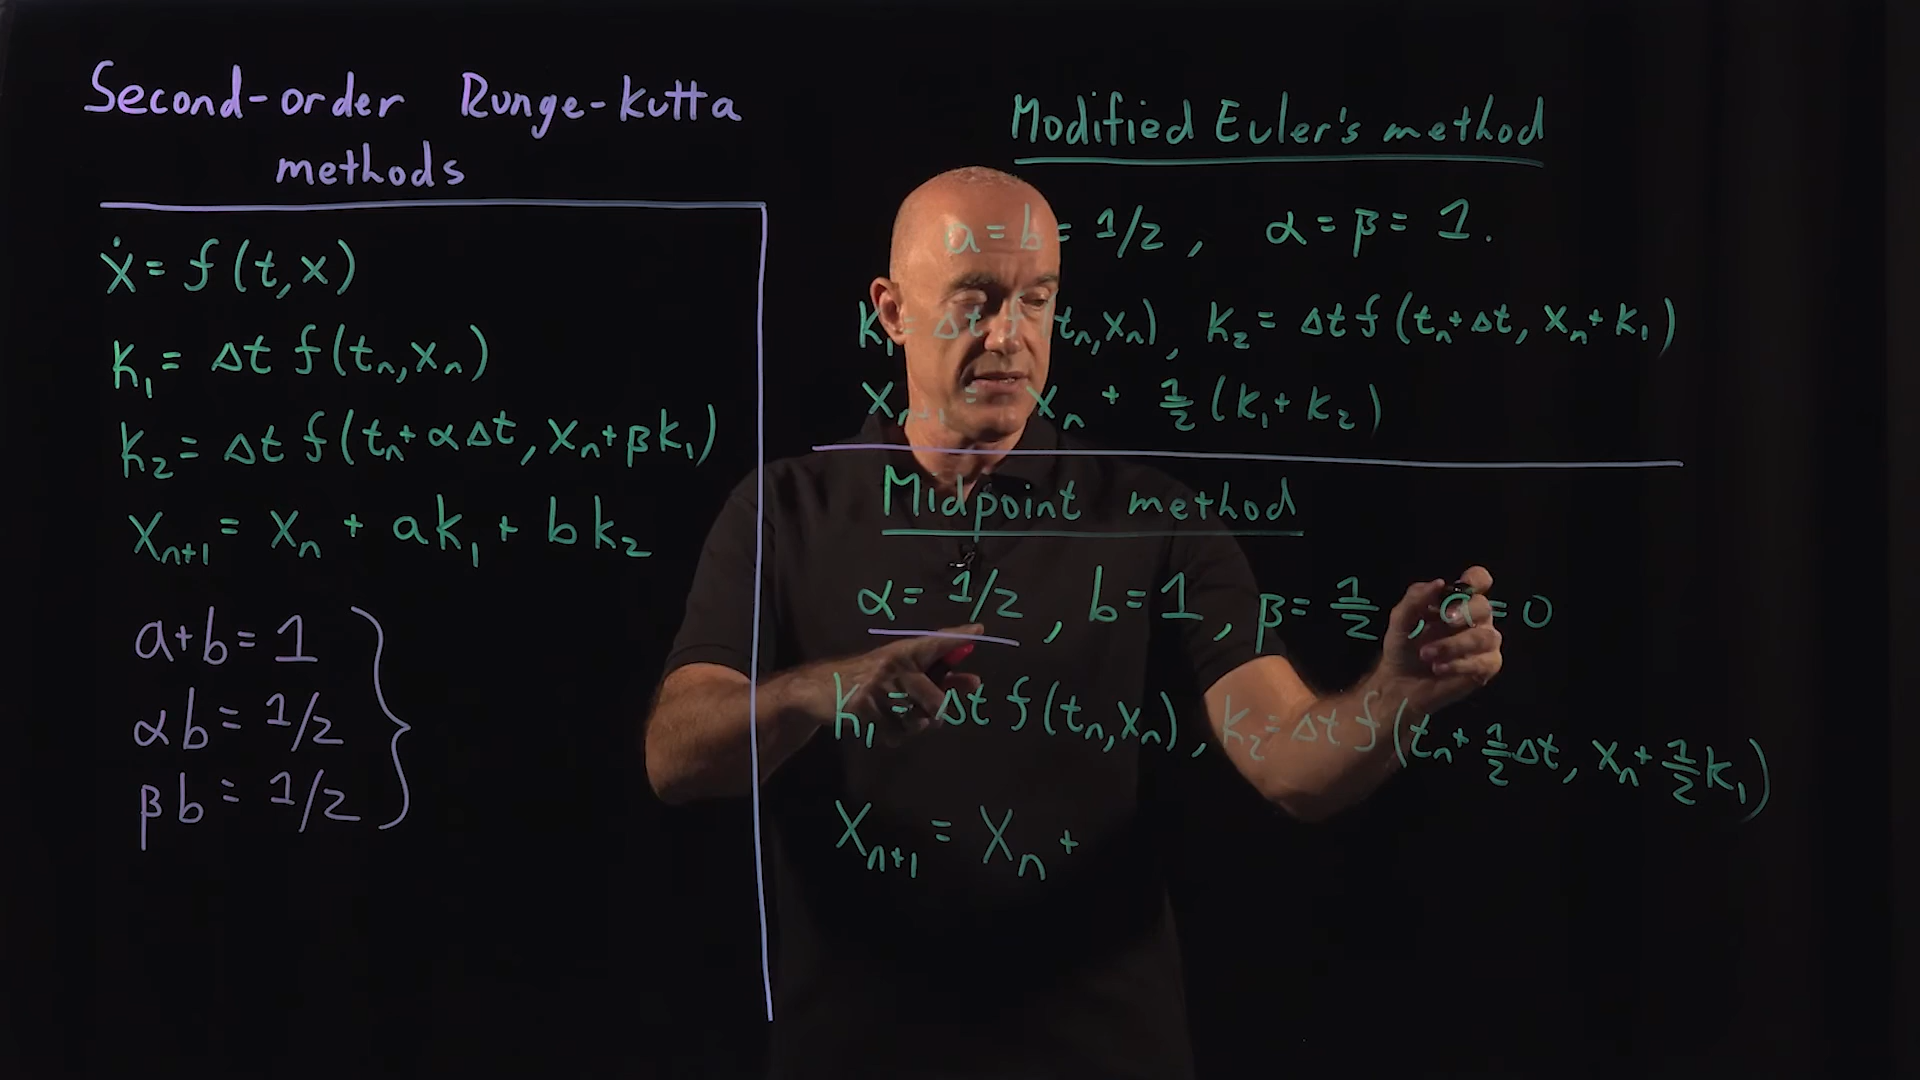 Second-order Runge-Kutta
methods
ẋ = f(t,x)
K₁ = Δt f(tₙ,xₙ)
K₂ = Δt f(tₙ+αΔt, xₙ+βK₁)
xₙ₊₁ = xₙ + aK₁ + bK₂
a+b = 1
αb = 1/2
βb = 1/2
Modified Euler's method
a = b = 1/2, α = β = 1.
K₁ = Δt f(tₙ,xₙ), K₂ = Δt f(tₙ+Δt, xₙ+K₁)
xₙ₊₁ = xₙ + 1/2 (K₁+K₂)
Midpoint method
α = 1/2, b = 1, β = 1/2, a = 0
K₁ = Δt f(tₙ,xₙ), K₂ = Δt f(tₙ+1/2Δt, xₙ+1/2K₁)
xₙ₊₁ = xₙ +